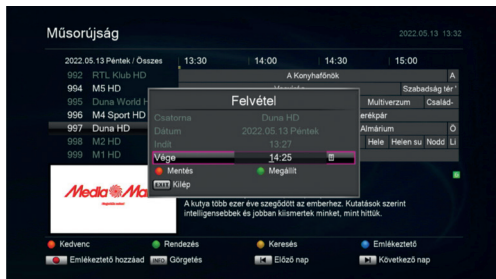 Műsorújság 2022.05.13 13:32
2022.05.13 Péntek / Összes 13:30 14:00 14:30 15:00
992 RTL Klub HD A Konyhafőnök A
994 M5 HD Szabadság tér '
995 Duna World H Multiverzum Család-
996 M4 Sport HD erékpár
997 Duna HD Almárium Ö
998 M2 HD Hele Helen su Nodd Li
999 M1 HD
Felvétel
Csatorna Duna HD
Dátum 2022.05.13 Péntek
Indít 13:27
Vége 14:25
Mentés Megállít
EXIT Kilép
Media Ma
A kutya több ezer éve szegődött az emberhez. Kutatások szerint
intelligensebbek és jobban kiismertek minket, mint hittük.
Kedvenc Rendezés Keresés Emlékeztető
Emlékeztető hozzáad INFO Görgetés Előző nap Következő nap